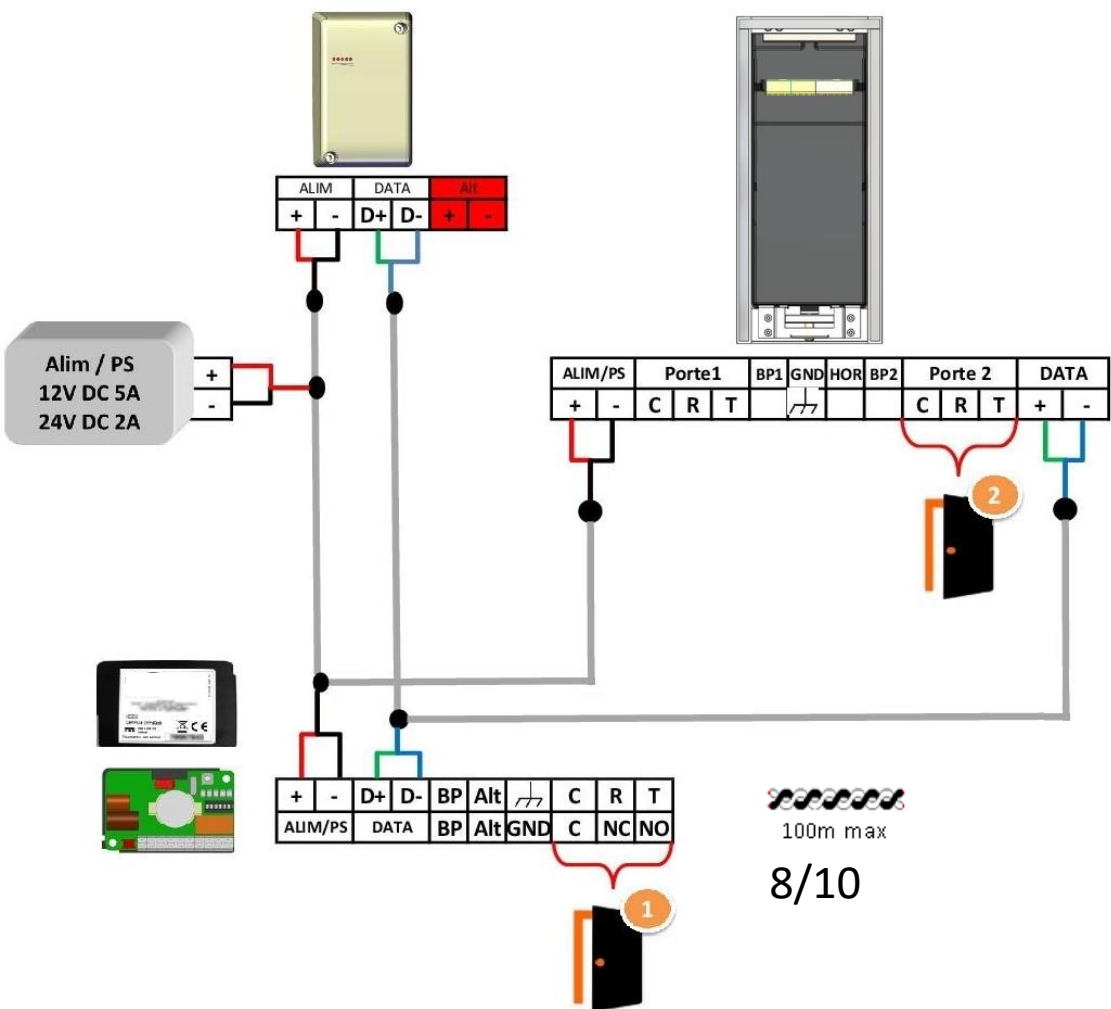 ALIM DATA Alt
+ - D+ D- + -
Alim / PS
12V DC 5A
24V DC 2A
+
-
ALIM/PS Porte1 BP1 GND HOR BP2 Porte 2 DATA
+ - C R T C R T + -
2
+ - D+ D- BP Alt C R T
ALIM/PS DATA BP Alt GND C NC NO
100m max
8/10
1